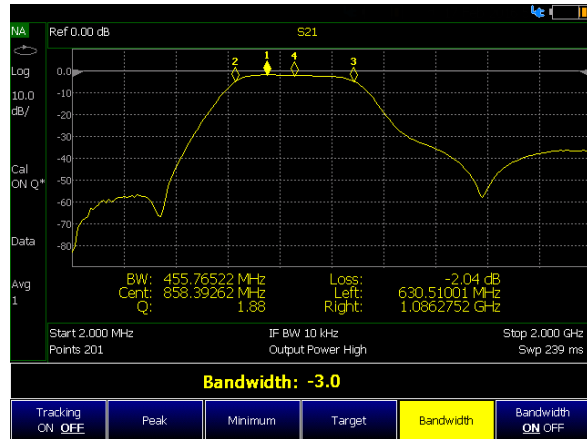 NA Ref 0.00 dB S21
Log
10.0
dB/
Cal
ON Q*
Data
Avg
1
1
2 4 3
0.0
-10
-20
-30
-40
-50
-60
-70
-80
BW: 455.76522 MHz Loss: -2.04 dB
Cent: 858.39262 MHz Left: 630.51001 MHz
Q: 1.88 Right: 1.0862752 GHz
Start 2.000 MHz IF BW 10 kHz Stop 2.000 GHz
Points 201 Output Power High Swp 239 ms
Bandwidth: -3.0
Tracking
ON OFF
Peak
Minimum
Target
Bandwidth
Bandwidth
ON OFF